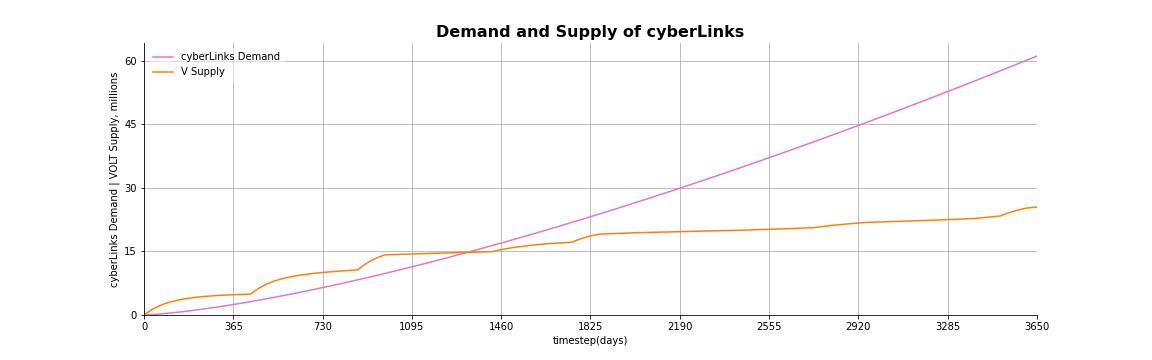 Demand and Supply of cyberLinks
cyberLinks Demand
V Supply
cyberLinks Demand | VOLT Supply, millions
60
45
30
15
0
0 365 730 1095 1460 1825 2190 2555 2920 3285 3650
timestep(days)